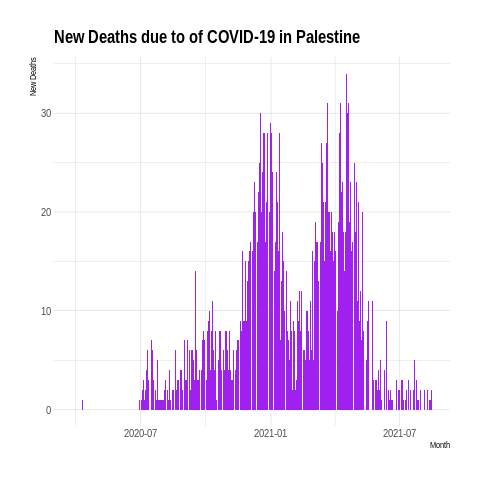 New Deaths due to of COVID-19 in Palestine
New Deaths
30
20
10
0
2020-07 2021-01 2021-07
Month